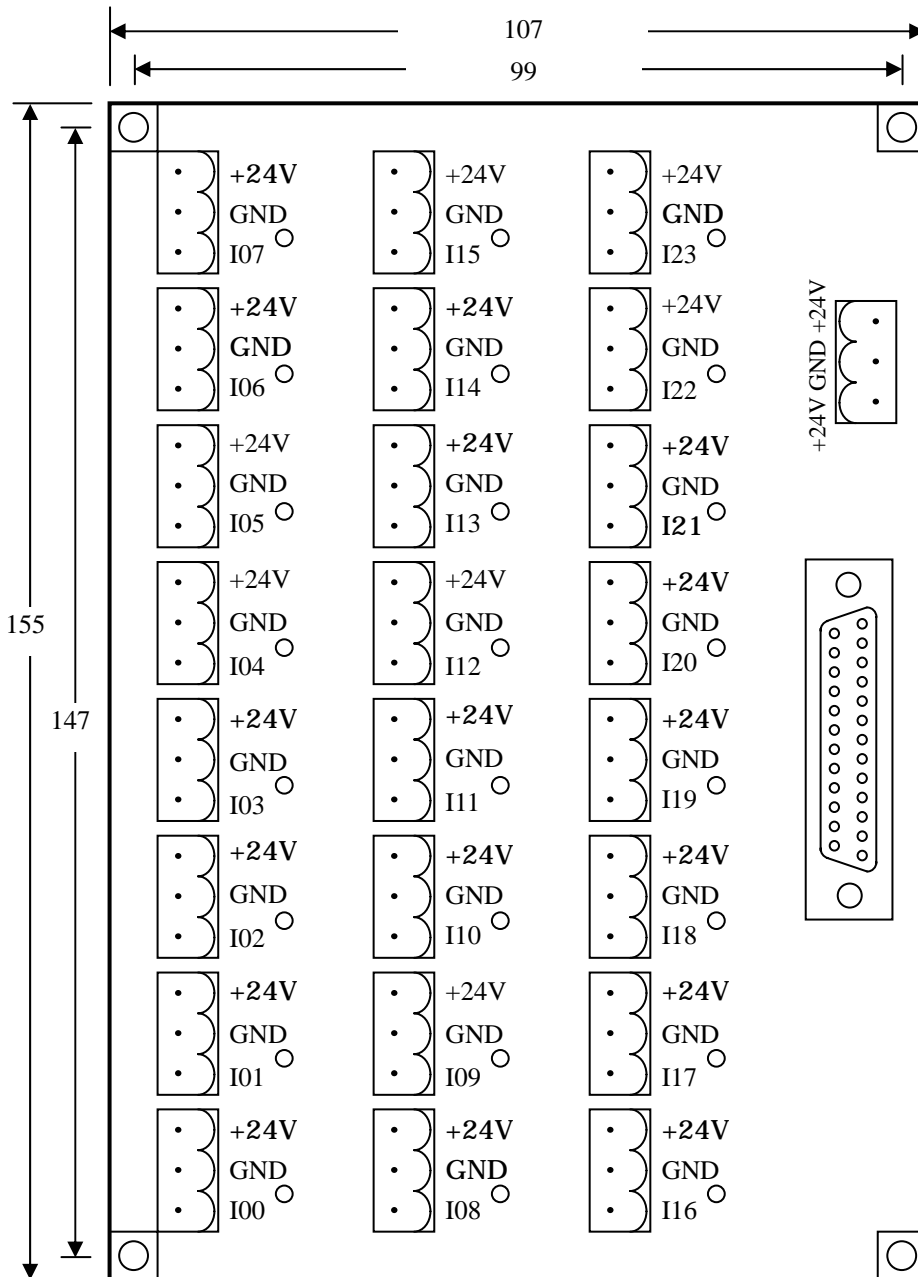 107
99
+24V +24V +24V
GND GND GND
I07 I15 I23
+24V +24V +24V
GND GND GND
I06 I14 I22
+24V GND +24V
+24V +24V +24V
GND GND GND
I05 I13 I21
+24V +24V +24V
GND GND GND
I04 I12 I20
155
147
+24V +24V +24V
GND GND GND
I03 I11 I19
+24V +24V +24V
GND GND GND
I02 I10 I18
+24V +24V +24V
GND GND GND
I01 I09 I17
+24V +24V +24V
GND GND GND
I00 I08 I16